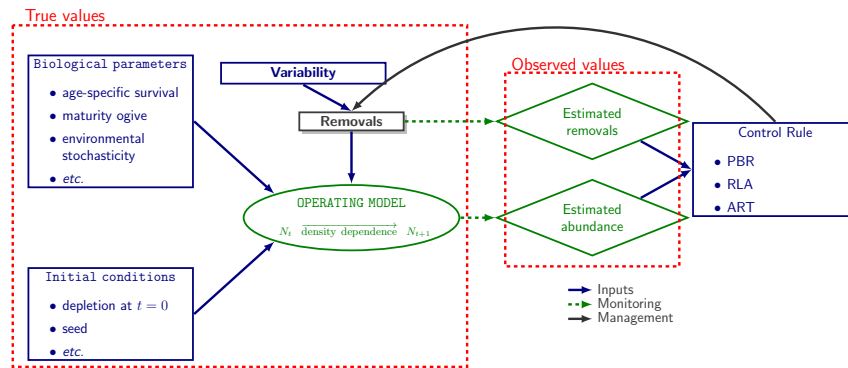 True values
Biological parameters
• age-specific survival
• maturity ogive
• environmental
stochasticity
• etc.
Variability
Removals
OPERATING MODEL
N_t density dependence N_{t+1}
Initial conditions
• depletion at t = 0
• seed
• etc.
Observed values
Estimated
removals
Estimated
abundance
Control Rule
• PBR
• RLA
• ART
Inputs
Monitoring
Management